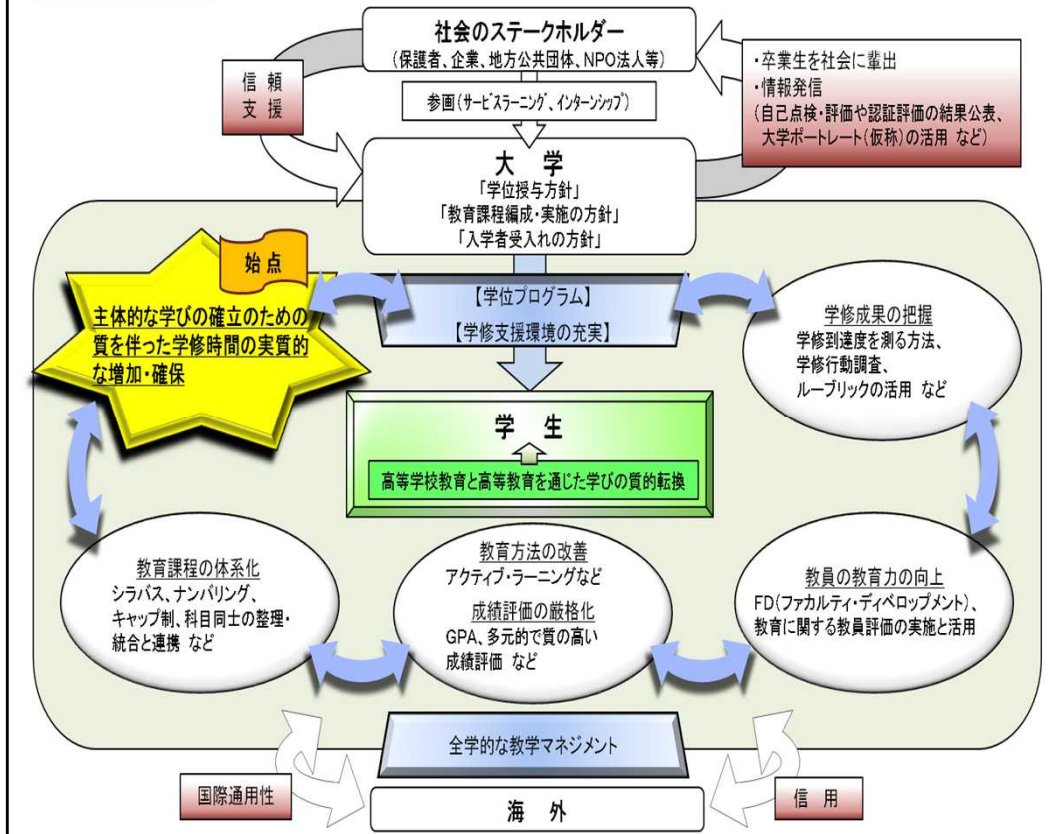 社会のステークホルダー
(保護者、企業、地方公共団体、NPO法人等)
信 頼
支 援
参画(サービスラーニング、インターンシップ)
・卒業生を社会に輩出
・情報発信
(自己点検・評価や認証評価の結果公表、
大学ポートレート(仮称)の活用 など)
大 学
「学位授与方針」
「教育課程編成・実施の方針」
「入学者受入れの方針」
始 点
主体的な学びの確立のための
質を伴った学修時間の実質的
な増加・確保
【学位プログラム】
【学修支援環境の充実】
学修成果の把握
学修到達度を測る方法、
学修行動調査、
ルーブリックの活用 など
学 生
高等学校教育と高等教育を通じた学びの質的転換
教育課程の体系化
シラバス、ナンバリング、
キャップ制、科目同士の整理・
統合と連携 など
教育方法の改善
アクティブ・ラーニングなど
成績評価の厳格化
GPA、多元的で質の高い
成績評価 など
教員の教育力の向上
FD(ファカルティ・ディベロップメント)、
教育に関する教員評価の実施と活用
全学的な教学マネジメント
国際通用性
海 外
信 用